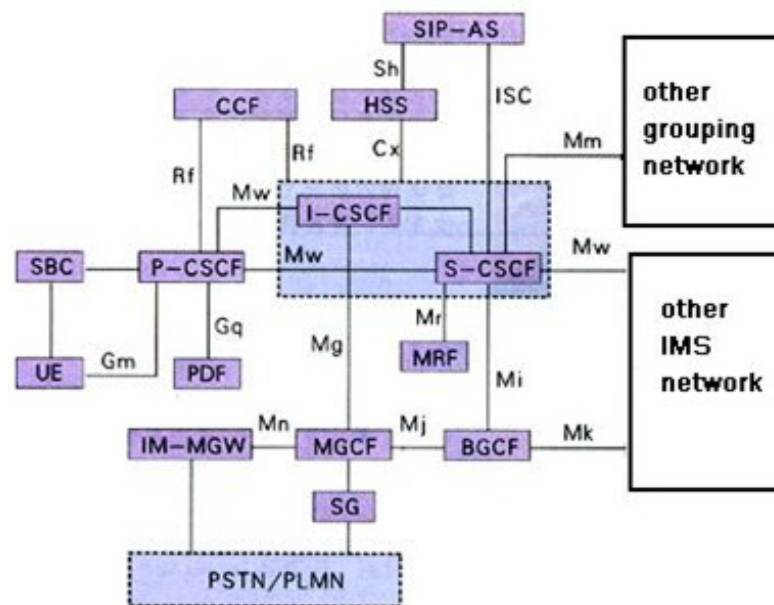 SIP-AS
Sh
ISC
CCF
HSS
other
grouping
network
Rf
Rf
Cx
Mm
Mw
I-CSCF
SBC
P-CSCF
Mw
S-CSCF
Mw
other
IMS
network
Gq
Mr
Mg
UE
Gm
PDF
MRF
Mi
IM-MGW
Mn
MGCF
Mj
BGCF
Mk
SG
PSTN/PLMN